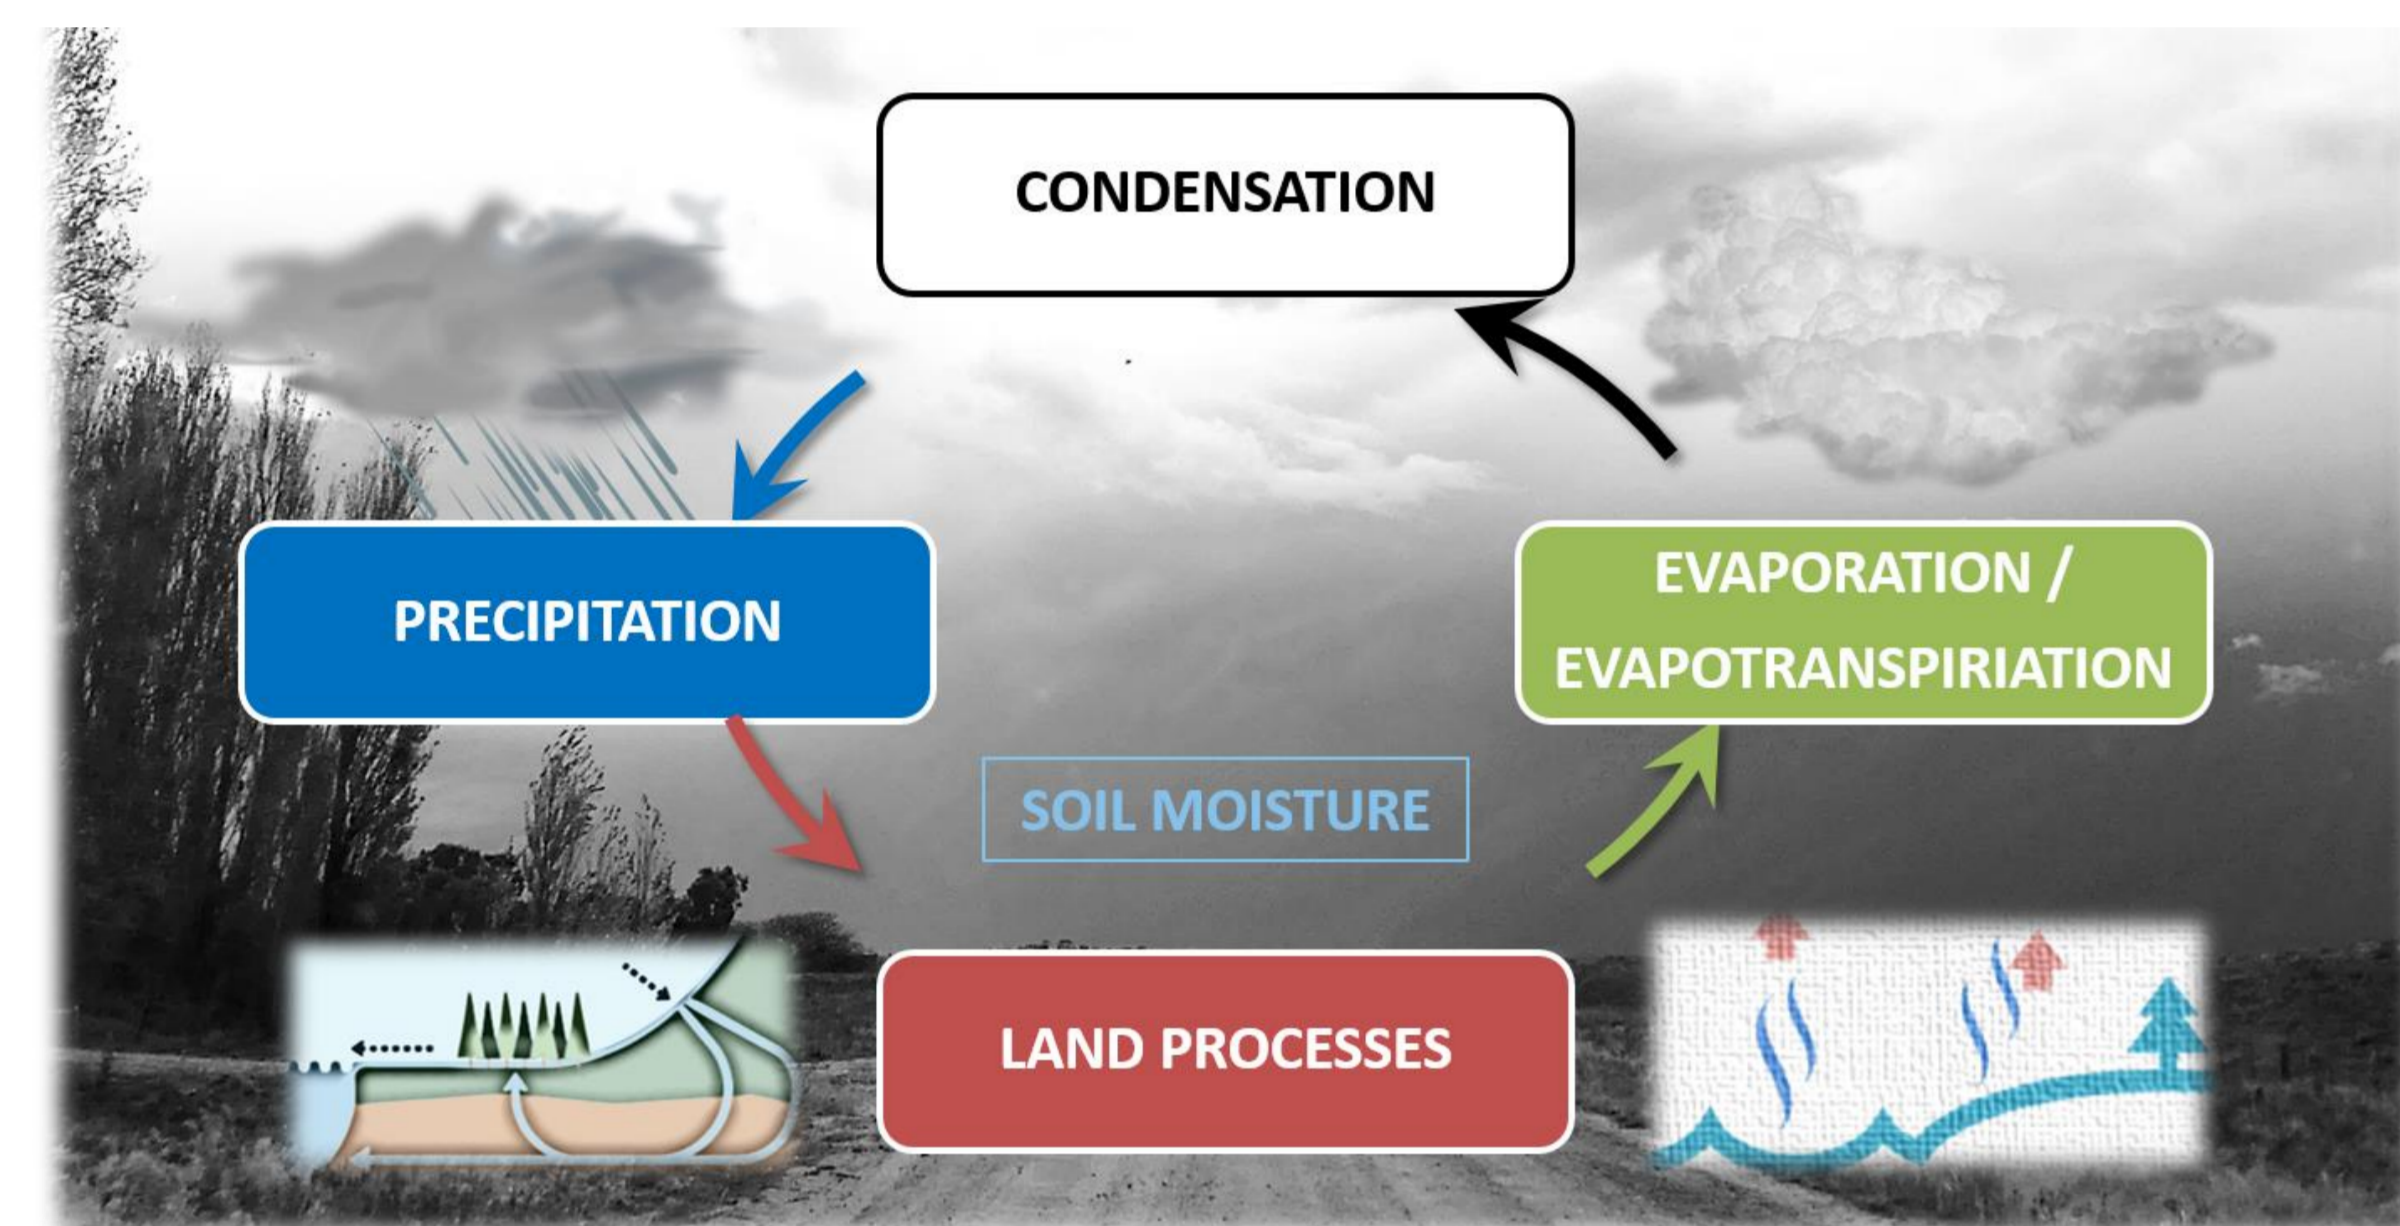 CONDENSATION
PRECIPITATION
EVAPORATION /
EVAPOTRANSPIRIATION
SOIL MOISTURE
LAND PROCESSES